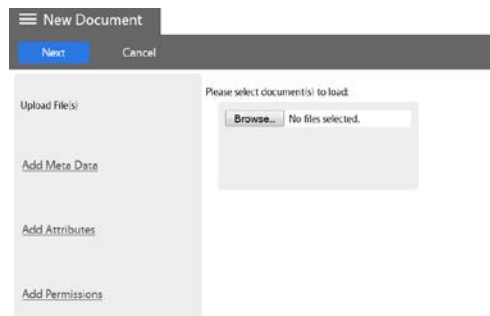 New Document
Next Cancel
Upload File(s)
Please select document(s) to load:
Browse... No files selected.
Add Meta Data
Add Attributes
Add Permissions